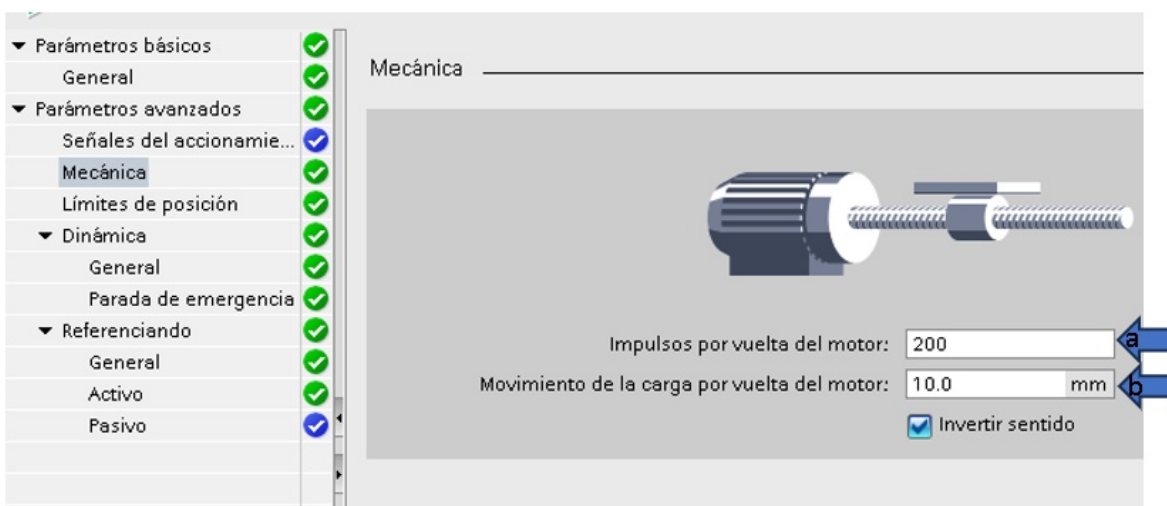 Parámetros básicos
General
Parámetros avanzados
Señales del accionamie...
Mecánica
Límites de posición
Dinámica
General
Parada de emergencia
Referenciando
General
Activo
Pasivo
Mecánica
Impulsos por vuelta del motor: 200 a
Movimiento de la carga por vuelta del motor: 10.0 mm b
Invertir sentido